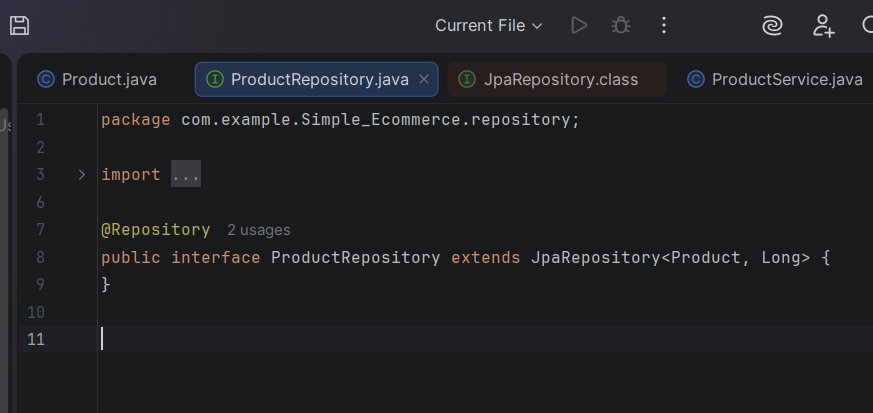 Current File
Product.java
ProductRepository.java
JpaRepository.class
ProductService.java
1 package com.example.Simple_Ecommerce.repository;
2
3 import ...
6
7 @Repository 2 usages
8 public interface ProductRepository extends JpaRepository<Product, Long> {
9 }
10
11